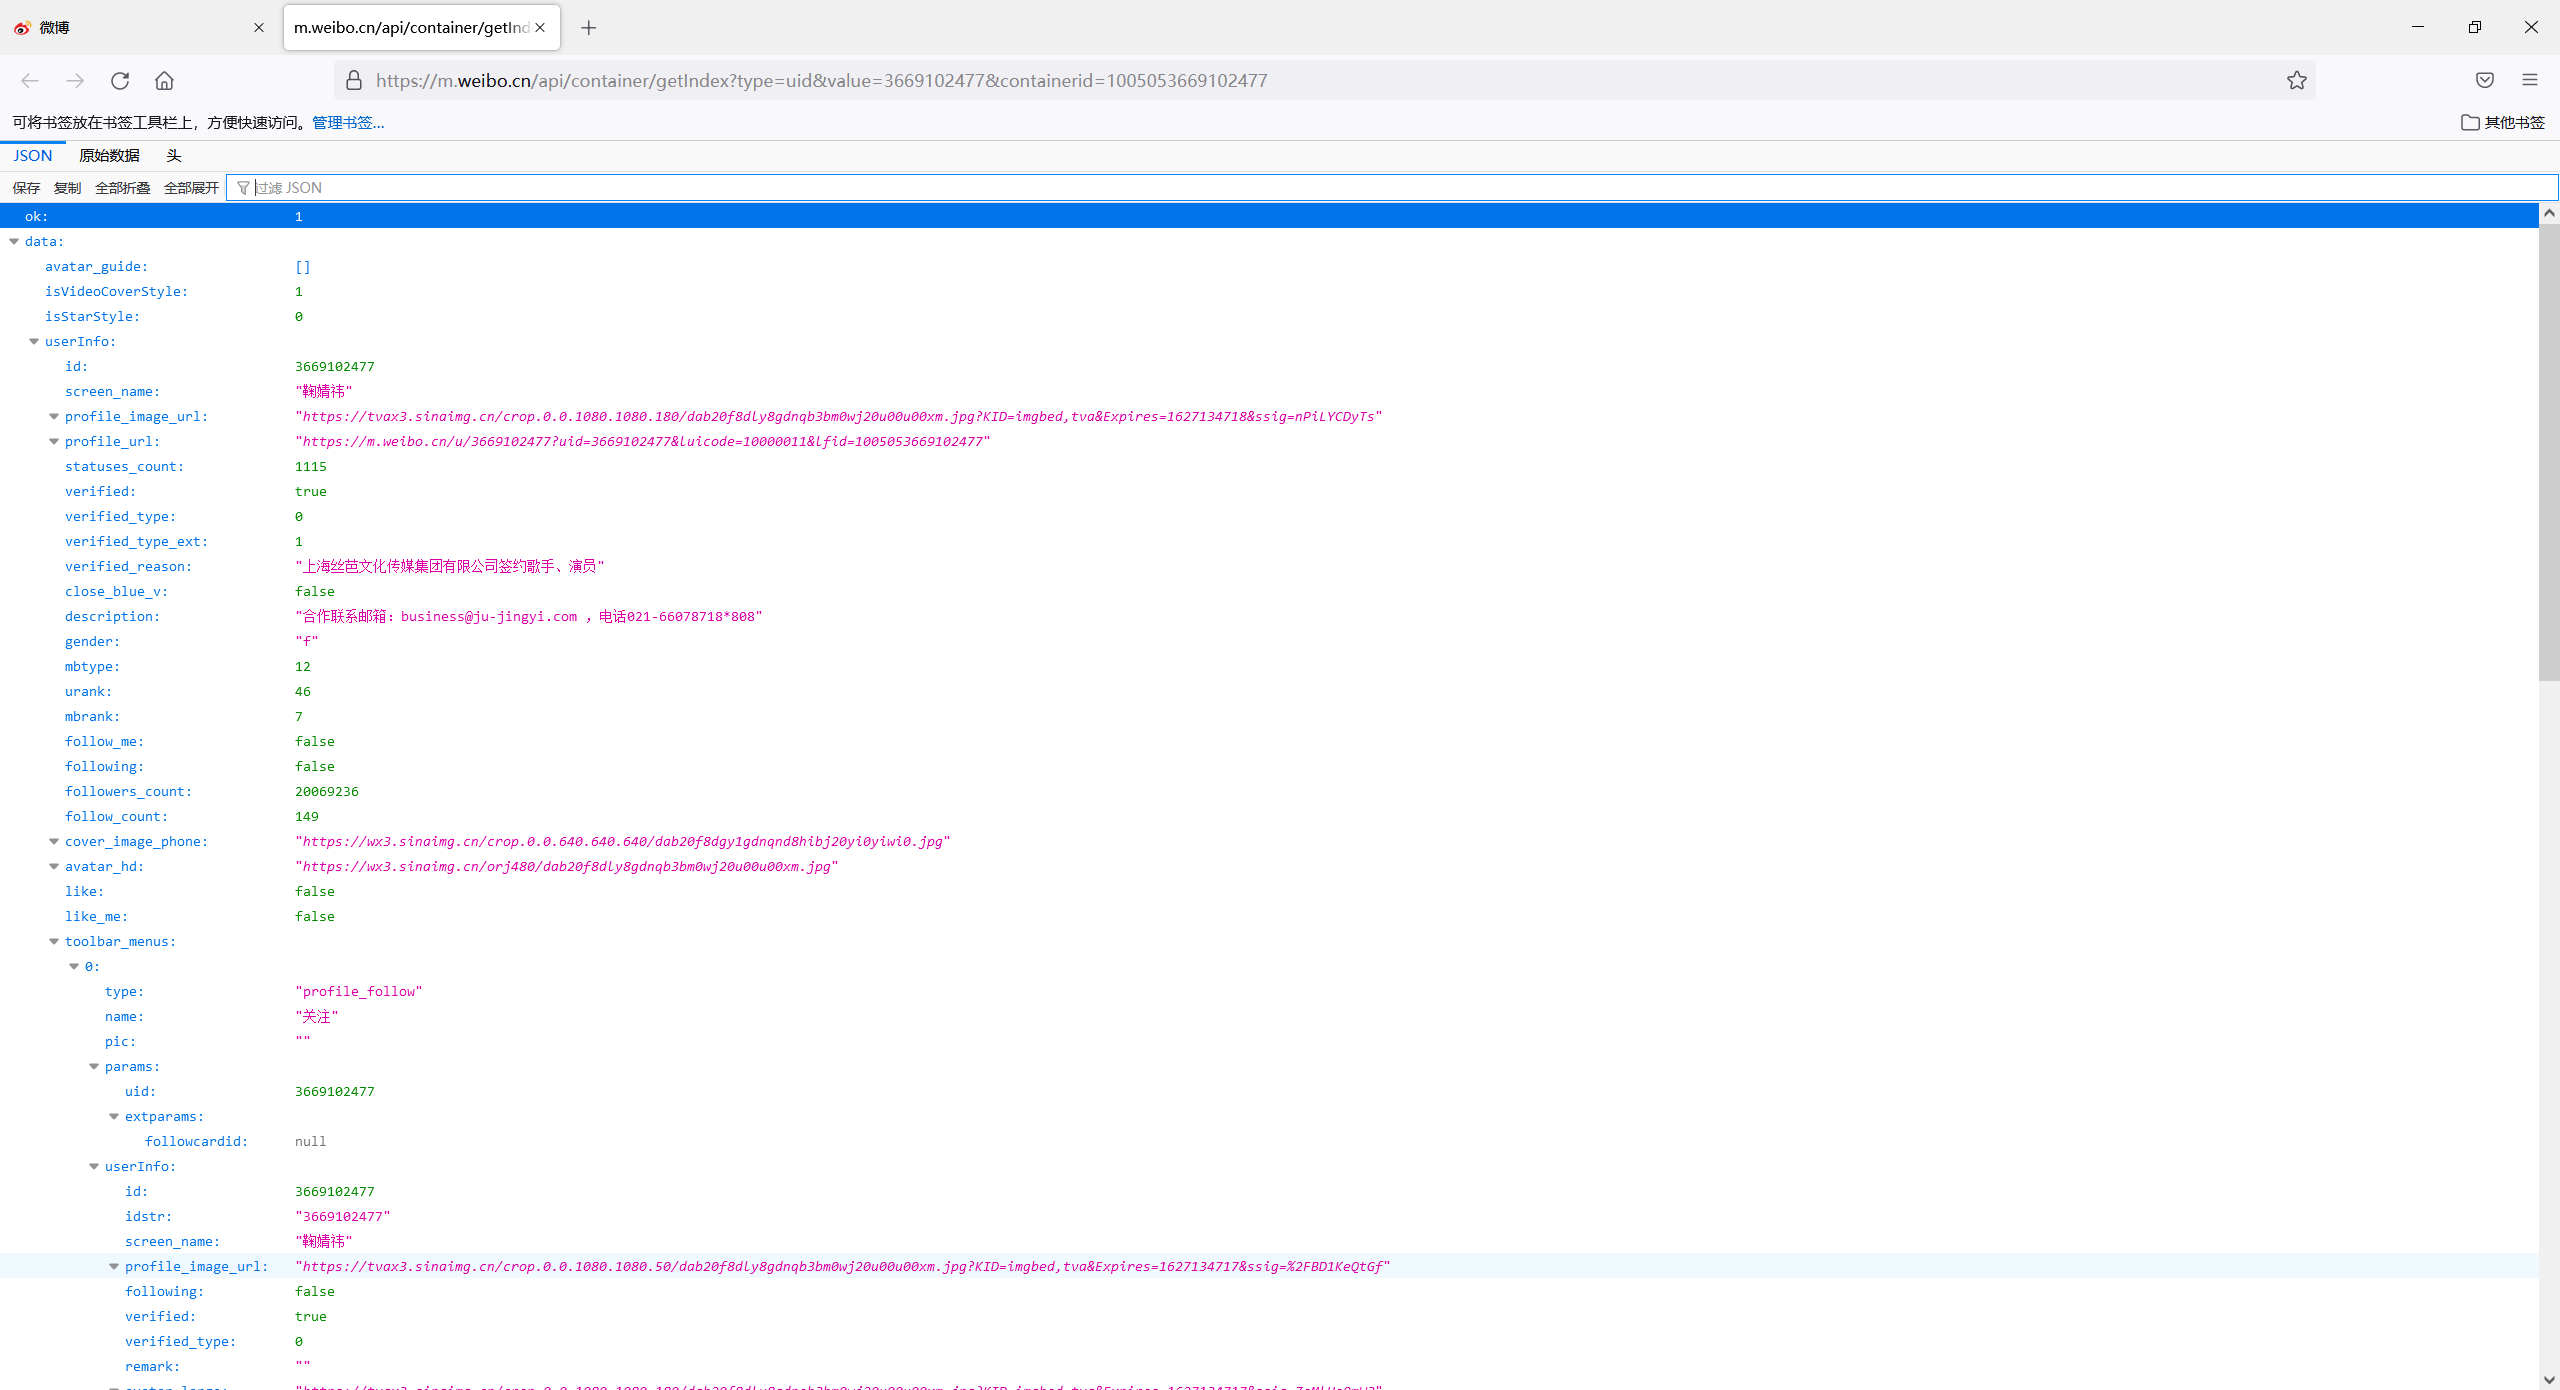 微博
m.weibo.cn/api/container/getInd
https://m.weibo.cn/api/container/getIndex?type=uid&value=3669102477&containerid=1005053669102477
可将书签放在书签工具栏上，方便快速访问。管理书签...
其他书签
JSON 原始数据 头
保存 复制 全部折叠 全部展开 过滤 JSON
ok: 1
data:
avatar_guide: []
isVideoCoverStyle: 1
isStarStyle: 0
userInfo:
id: 3669102477
screen_name: "鞠婧祎"
profile_image_url: "https://tvax3.sinaimg.cn/crop.0.0.1080.1080.180/dab20f8dly8gdnqb3bm0wj20u00u00xm.jpg?KID=imgbed,tva&Expires=1627134718&ssig=nPiLYCDyTs"
profile_url: "https://m.weibo.cn/u/3669102477?uid=3669102477&luicode=10000011&lfid=1005053669102477"
statuses_count: 1115
verified: true
verified_type: 0
verified_type_ext: 1
verified_reason: "上海丝芭文化传媒集团有限公司签约歌手、演员"
close_blue_v: false
description: "合作联系邮箱：business@ju-jingyi.com ，电话021-66078718*808"
gender: "f"
mbtype: 12
urank: 46
mbrank: 7
follow_me: false
following: false
followers_count: 20069236
follow_count: 149
cover_image_phone: "https://wx3.sinaimg.cn/crop.0.0.640.640.640/dab20f8dgy1gdnqnd8hibj20yi0yiwi0.jpg"
avatar_hd: "https://wx3.sinaimg.cn/orj480/dab20f8dly8gdnqb3bm0wj20u00u00xm.jpg"
like: false
like_me: false
toolbar_menus:
0:
type: "profile_follow"
name: "关注"
pic: ""
params:
uid: 3669102477
extparams:
followcardid: null
userInfo:
id: 3669102477
idstr: "3669102477"
screen_name: "鞠婧祎"
profile_image_url: "https://tvax3.sinaimg.cn/crop.0.0.1080.1080.50/dab20f8dly8gdnqb3bm0wj20u00u00xm.jpg?KID=imgbed,tva&Expires=1627134717&ssig=%2FBD1KeQtGf"
following: false
verified: true
verified_type: 0
remark: ""